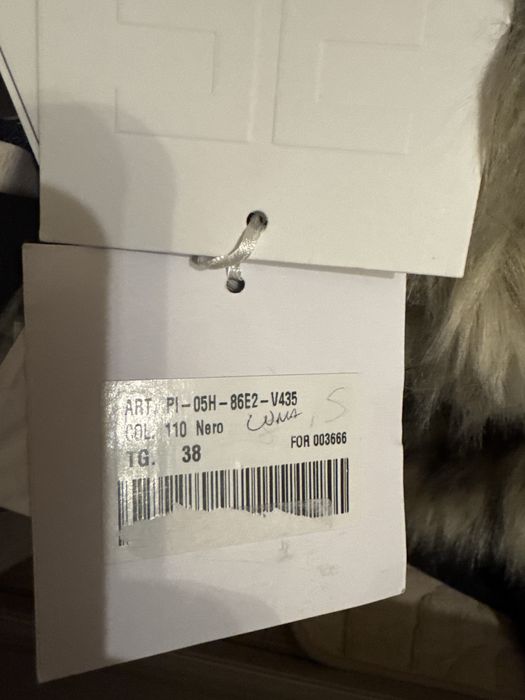 ART. PI-05H-86E2-V435
COL. 110 Nero
TG. 38
FOR 003666
S